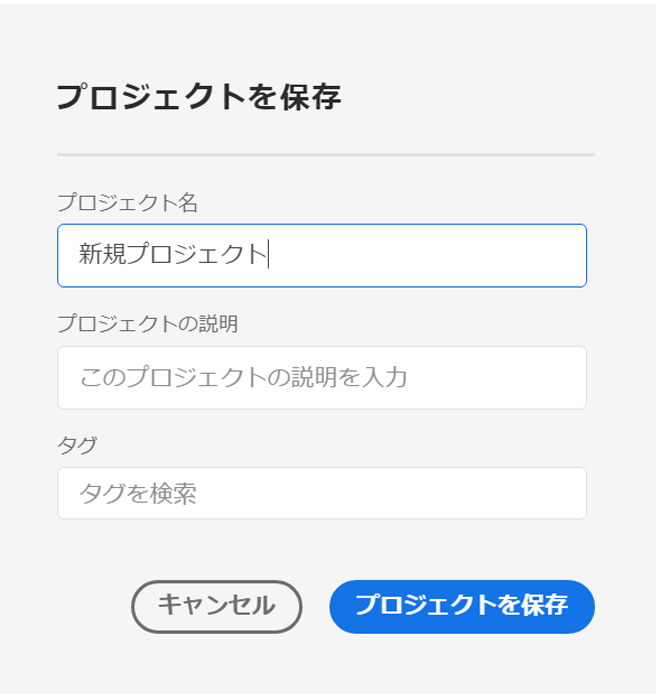 プロジェクトを保存
プロジェクト名
新規プロジェクト
プロジェクトの説明
このプロジェクトの説明を入力
タグ
タグを検索
キャンセル
プロジェクトを保存